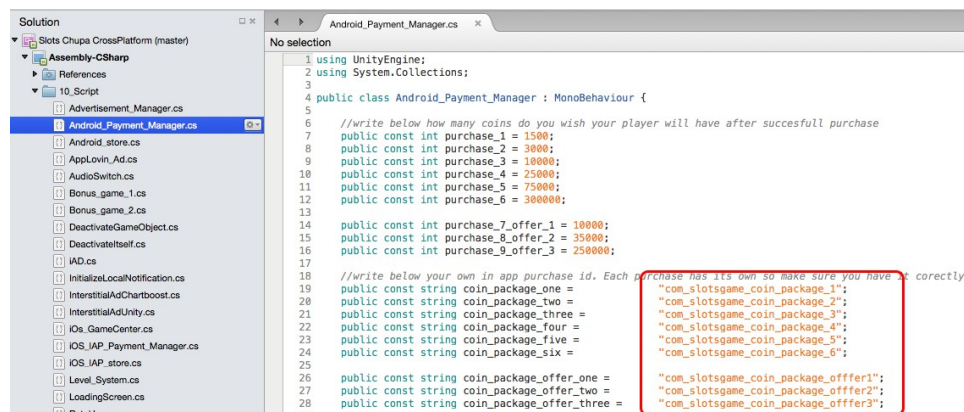 Solution
Slots Chupa CrossPlatform (master)
Assembly-CSharp
References
10_Script
Advertisement_Manager.cs
Android_Payment_Manager.cs
Android_store.cs
AppLovin_Ad.cs
AudioSwitch.cs
Bonus_game_1.cs
Bonus_game_2.cs
DeactivateGameObject.cs
DeactivateItself.cs
iAD.cs
InitializeLocalNotification.cs
InterstitialAdChartboost.cs
InterstitialAdUnity.cs
iOs_GameCenter.cs
iOS_IAP_Payment_Manager.cs
iOS_IAP_store.cs
Level_System.cs
LoadingScreen.cs
Android_Payment_Manager.cs
No selection
1 using UnityEngine;
2 using System.Collections;
3
4 public class Android_Payment_Manager : MonoBehaviour {
5
6 //write below how many coins do you wish your player will have after succesfull purchase
7 public const int purchase_1 = 1500;
8 public const int purchase_2 = 3000;
9 public const int purchase_3 = 10000;
10 public const int purchase_4 = 25000;
11 public const int purchase_5 = 75000;
12 public const int purchase_6 = 300000;
13
14 public const int purchase_7_offer_1 = 10000;
15 public const int purchase_8_offer_2 = 35000;
16 public const int purchase_9_offer_3 = 250000;
17
18 //write below your own in app purchase id. Each purchase has its own so make sure you have it corectly
19 public const string coin_package_one = "com_slotsgame_coin_package_1";
20 public const string coin_package_two = "com_slotsgame_coin_package_2";
21 public const string coin_package_three = "com_slotsgame_coin_package_3";
22 public const string coin_package_four = "com_slotsgame_coin_package_4";
23 public const string coin_package_five = "com_slotsgame_coin_package_5";
24 public const string coin_package_six = "com_slotsgame_coin_package_6";
25
26 public const string coin_package_offer_one = "com_slotsgame_coin_package_offfer1";
27 public const string coin_package_offer_two = "com_slotsgame_coin_package_offfer2";
28 public const string coin_package_offer_three = "com_slotsgame_coin_package_offfer3";